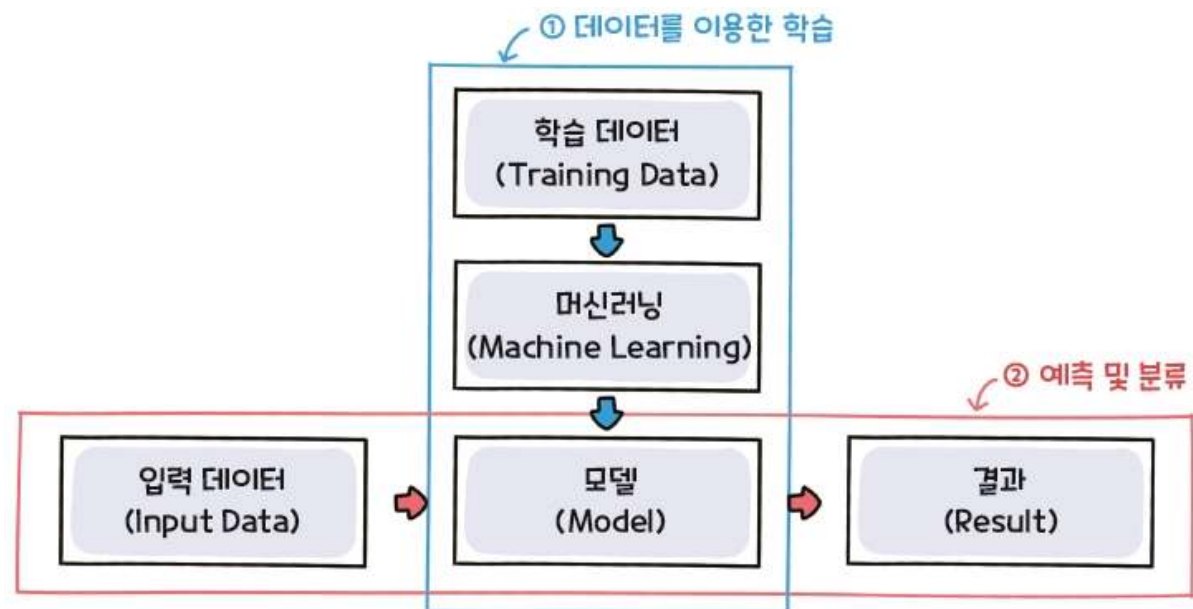 ① 데이터를 이용한 학습
학습 데이터
(Training Data)
머신러닝
(Machine Learning)
② 예측 및 분류
입력 데이터
(Input Data)
모델
(Model)
결과
(Result)